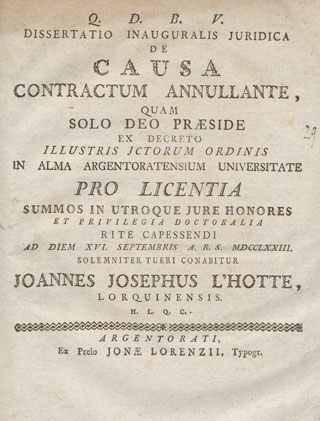 Q. D. B. V.
DISSERTATIO INAUGURALIS JURIDICA
DE
CAUSA
CONTRACTUM ANNULLANTE,
QUAM
SOLO DEO PRÆSIDE
EX DECRETO
ILLUSTRIS JCTORUM ORDINIS
IN ALMA ARGENTORATENSIUM UNIVERSITATE
PRO LICENTIA
SUMMOS IN UTROQUE JURE HONORES
ET PRIVILEGIA DOCTORALIA
RITE CAPESSENDI
AD DIEM XVI. SEPTEMBRIS A. R. S. MDCCLXXIII.
SOLEMNITER TUERI CONABITUR
JOANNES JOSEPHUS L'HOTTE,
LORQUINENSIS.
H. L. Q. C.
ARGENTORATI,
Ex Prelo JONÆ LORENZII, Typogr.